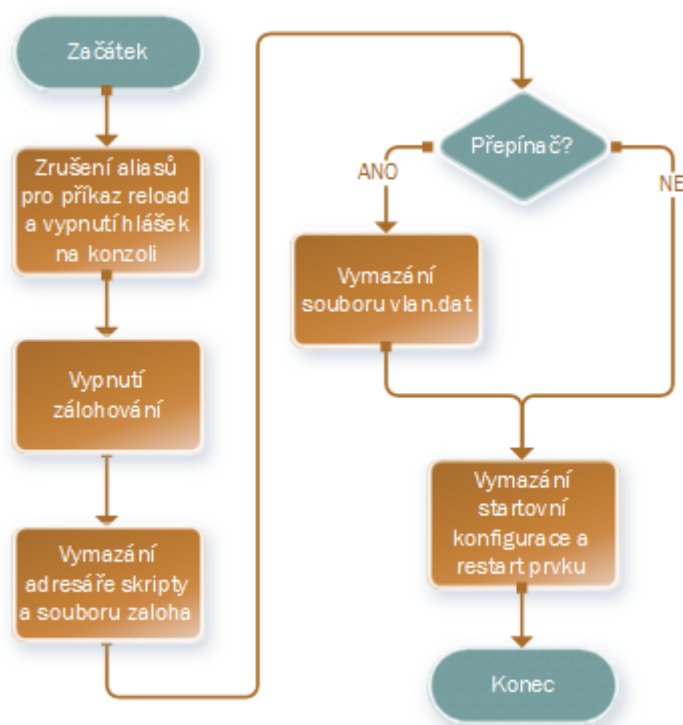 Začátek
Zrušení aliasů
pro příkaz reload
a vypnutí hlášek
na konzoli
Vypnutí
zálohování
Vymazání
adresáře skripty
a souboru zaloha
Přepínač?
ANO
NE
Vymazání
souboru vlan.dat
Vymazání
startovní
konfigurace a
restart prvku
Konec